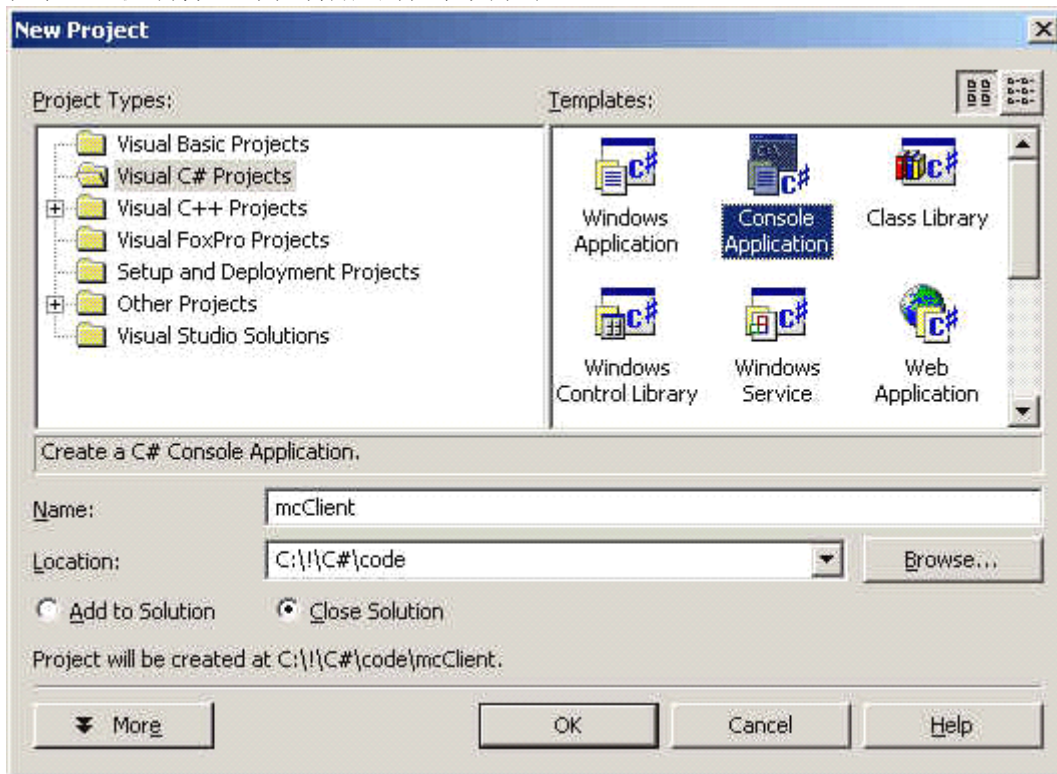 New Project
Project Types:
Templates:
Visual Basic Projects
Visual C# Projects
Visual C++ Projects
Visual FoxPro Projects
Setup and Deployment Projects
Other Projects
Visual Studio Solutions
Windows
Application
Console
Application
Class Library
Windows
Control Library
Windows
Service
Web
Application
Create a C# Console Application.
Name:
mcClient
Location:
C:\!\C#\code
Browse...
Add to Solution
Close Solution
Project will be created at C:\!\C#\code\mcClient.
More
OK
Cancel
Help